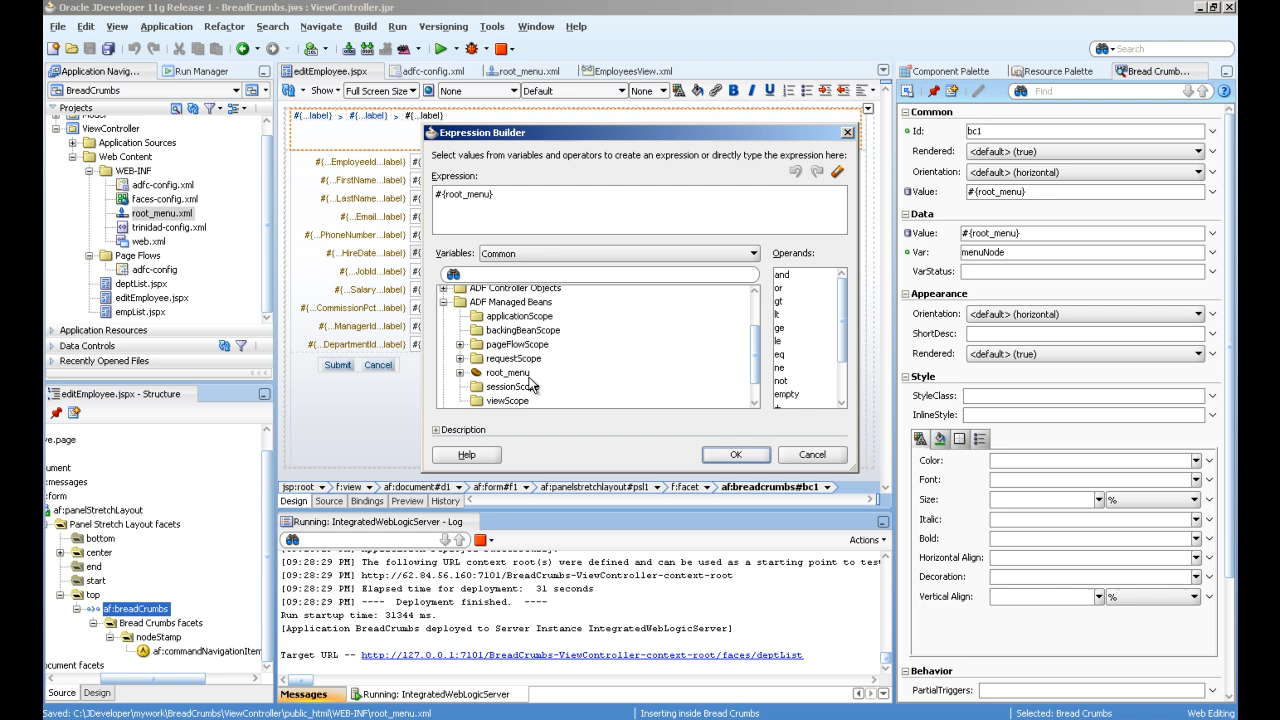 Oracle JDeveloper 11g Release 1 - BreadCrumbs.jws : ViewController.jpr
File Edit View Application Refactor Search Navigate Build Run Versioning Tools Window Help
Search
Application Navig... Run Manager
editEmployee.jspx adfc-config.xml root_menu.xml EmployeesView.xml
Component Palette Resource Palette Bread Crumb...
BreadCrumbs
Show Full Screen Size None Default None
Find
Projects
Model
ViewController
Application Sources
Web Content
WEB-INF
adfc-config.xml
faces-config.xml
root_menu.xml
trinidad-config.xml
web.xml
Page Flows
adfc-config
deptList.jspx
editEmployee.jspx
empList.jspx
Application Resources
Data Controls
Recently Opened Files
editEmployee.jspx - Structure
ve.page
ument
ument>
:form
af:panelStretchLayout
Panel Stretch Layout facets
bottom
center
end
start
top
af:breadCrumbs
Bread Crumbs facets
nodeStamp
af:commandNavigationItem
cument facets
Source Design
#{...label} > #{...label} > #{...label}
#{...EmployeeId...label}
#{...FirstName...label}
#{...LastName...label}
#{...Email...label}
#{...PhoneNumber...label}
#{...HireDate...label}
#{...JobId...label}
#{...Salary...label}
#{...CommissionPct...label}
#{...ManagerId...label}
#{...DepartmentId...label}
Submit Cancel
Expression Builder
Select values from variables and operators to create an expression or directly type the expression here:
Expression:
#{root_menu}
Variables: Common Operands:
ADF Controller Objects
ADF Managed Beans
applicationScope
backingBeanScope
pageFlowScope
requestScope
root_menu
viewScope
and
or
gt
lt
ge
le
eq
ne
not
empty
+
Description
Help OK Cancel
jsp:root f:view af:document#d1 af:form#f1 af:panelstretchlayout#psl1 f:facet af:breadcrumbs#bc1
Design Source Bindings Preview History
Running: IntegratedWebLogicServer - Log
Actions
[09:28:29 PM] The following URL context root(s) were defined and can be used as a starting point to test
[09:28:29 PM] http://62.84.56.160:7101/BreadCrumbs-ViewController-context-root
[09:28:29 PM] Elapsed time for deployment: 31 seconds
[09:28:29 PM] ---- Deployment finished. ----
Run startup time: 31344 ms.
[Application BreadCrumbs deployed to Server Instance IntegratedWebLogicServer]
Target URL -- http://127.0.0.1:7101/BreadCrumbs-ViewController-context-root/faces/deptList
Messages Running: IntegratedWebLogicServer
Common
Id: bc1
Rendered: <default> (true)
Orientation: <default> (horizontal)
Value: #{root_menu}
Data
Value: #{root_menu}
Var: menuNode
VarStatus:
Appearance
Orientation: <default> (horizontal)
ShortDesc:
Rendered: <default> (true)
Style
StyleClass:
InlineStyle:
Color:
Font:
Size: %
Italic:
Bold:
Horizontal Align:
Decoration:
Vertical Align: %
Behavior
PartialTriggers:
Saved: C:\JDeveloper\mywork\BreadCrumbs\ViewController\public_html\WEB-INF\root_menu.xml Inserting inside Bread Crumbs Selected: Bread Crumbs Web Editing